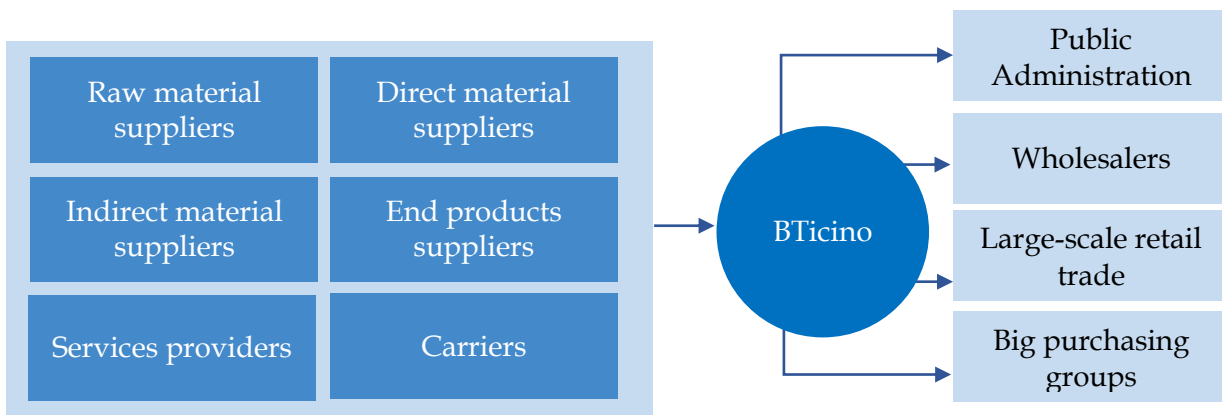 Raw material
suppliers
Direct material
suppliers
Indirect material
suppliers
End products
suppliers
Services providers
Carriers
BTicino
Public
Administration
Wholesalers
Large-scale retail
trade
Big purchasing
groups